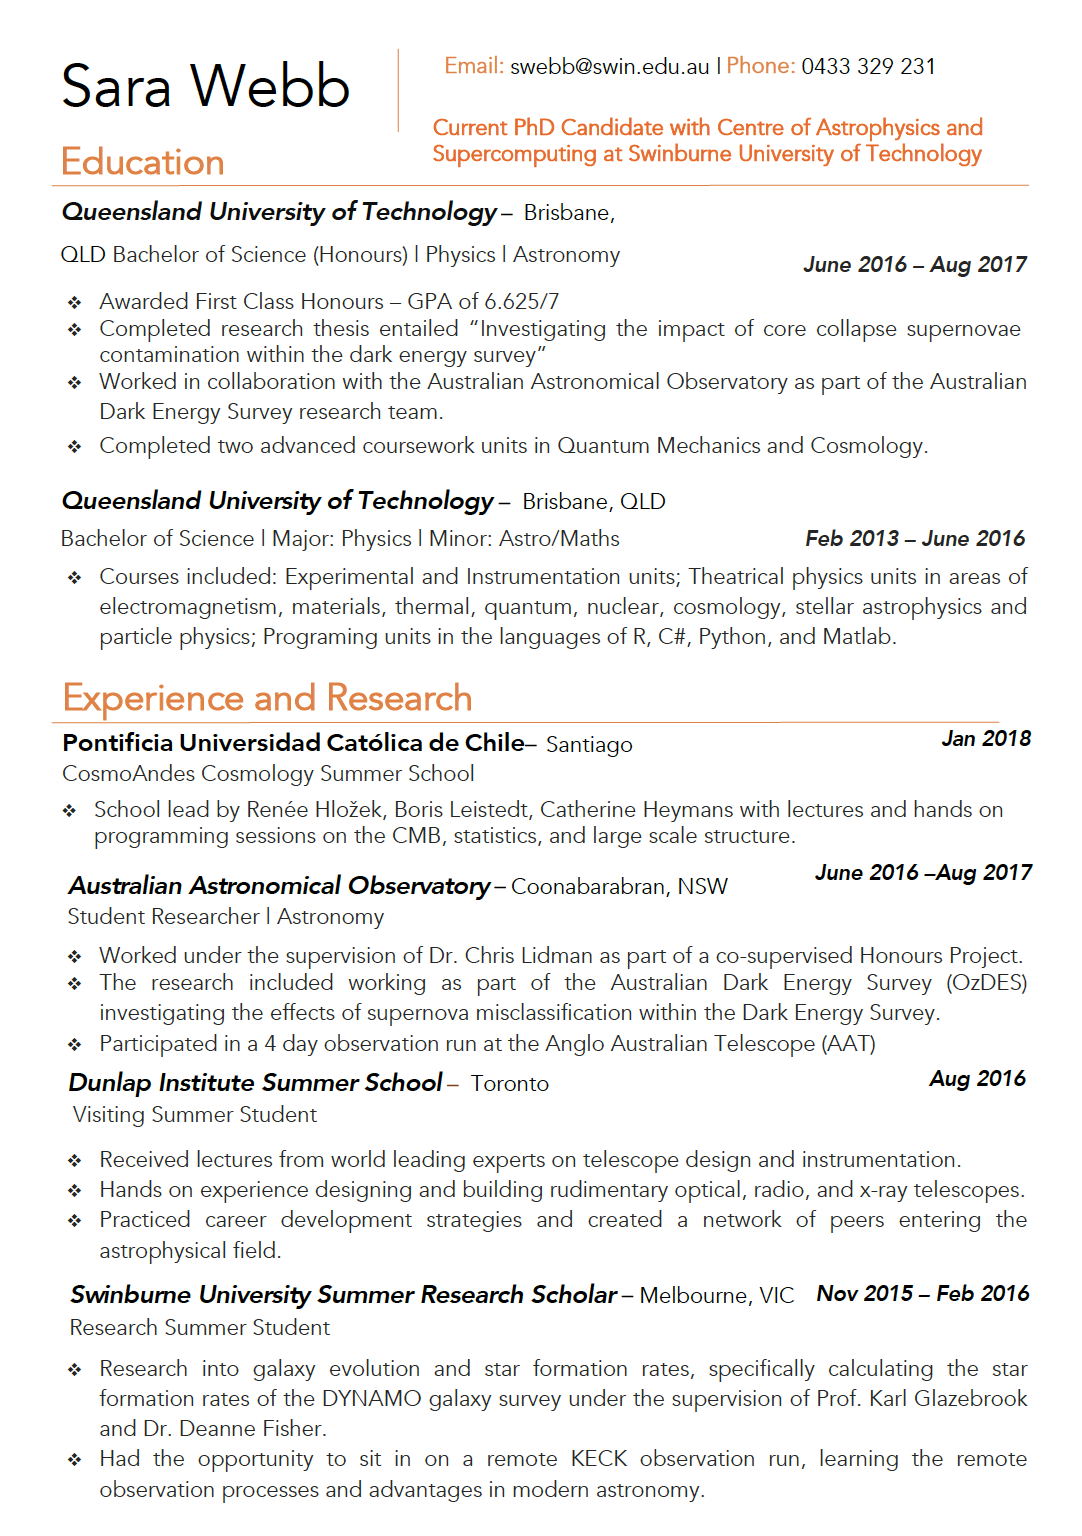 Sara Webb
Email: swebb@swin.edu.au | Phone: 0433 329 231
Current PhD Candidate with Centre of Astrophysics and
Supercomputing at Swinburne University of Technology
Education
Queensland University of Technology – Brisbane,
QLD Bachelor of Science (Honours) | Physics | Astronomy
June 2016 – Aug 2017
❖ Awarded First Class Honours – GPA of 6.625/7
❖ Completed research thesis entailed “Investigating the impact of core collapse supernovae
contamination within the dark energy survey”
❖ Worked in collaboration with the Australian Astronomical Observatory as part of the Australian
Dark Energy Survey research team.
❖ Completed two advanced coursework units in Quantum Mechanics and Cosmology.
Queensland University of Technology – Brisbane, QLD
Bachelor of Science | Major: Physics | Minor: Astro/Maths Feb 2013 – June 2016
❖ Courses included: Experimental and Instrumentation units; Theatrical physics units in areas of
electromagnetism, materials, thermal, quantum, nuclear, cosmology, stellar astrophysics and
particle physics; Programing units in the languages of R, C#, Python, and Matlab.
Experience and Research
Pontificia Universidad Católica de Chile– Santiago Jan 2018
CosmoAndes Cosmology Summer School
❖ School lead by Renée Hložek, Boris Leistedt, Catherine Heymans with lectures and hands on
programming sessions on the CMB, statistics, and large scale structure.
Australian Astronomical Observatory – Coonabarabran, NSW June 2016 –Aug 2017
Student Researcher | Astronomy
❖ Worked under the supervision of Dr. Chris Lidman as part of a co-supervised Honours Project.
❖ The research included working as part of the Australian Dark Energy Survey (OzDES)
investigating the effects of supernova misclassification within the Dark Energy Survey.
❖ Participated in a 4 day observation run at the Anglo Australian Telescope (AAT)
Dunlap Institute Summer School – Toronto Aug 2016
Visiting Summer Student
❖ Received lectures from world leading experts on telescope design and instrumentation.
❖ Hands on experience designing and building rudimentary optical, radio, and x-ray telescopes.
❖ Practiced career development strategies and created a network of peers entering the
astrophysical field.
Swinburne University Summer Research Scholar – Melbourne, VIC Nov 2015 – Feb 2016
Research Summer Student
❖ Research into galaxy evolution and star formation rates, specifically calculating the star
formation rates of the DYNAMO galaxy survey under the supervision of Prof. Karl Glazebrook
and Dr. Deanne Fisher.
❖ Had the opportunity to sit in on a remote KECK observation run, learning the remote
observation processes and advantages in modern astronomy.